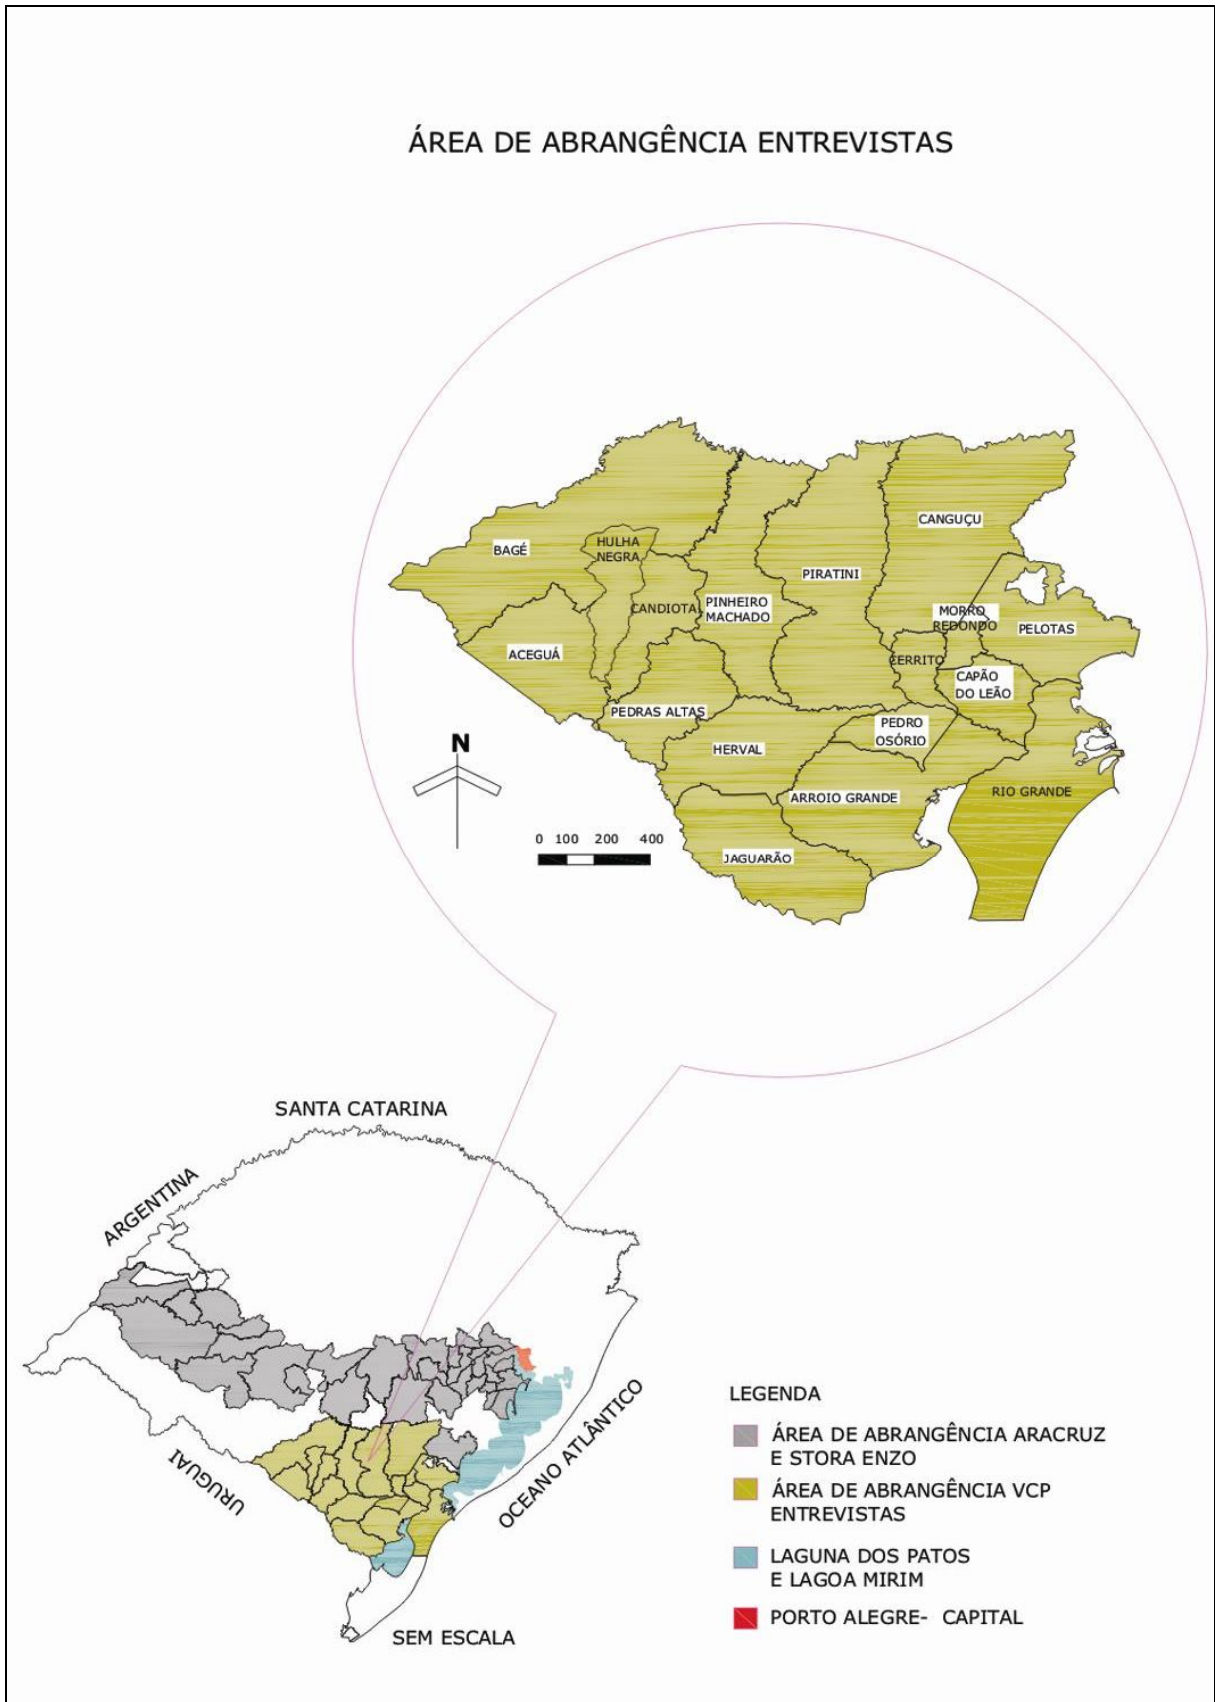 ÁREA DE ABRANGÊNCIA ENTREVISTAS
CANGUÇU
HULHA
NEGRA
BAGÉ
PIRATINI
PINHEIRO
MACHADO
CANDIOTA
MORRO
REDONDO
PELOTAS
ACEGUÁ
CERRITO
CAPÃO
DO LEÃO
PEDRAS ALTAS
PEDRO
OSÓRIO
HERVAL
N
ARROIO GRANDE
RIO GRANDE
0 100 200 400
JAGUARÃO
SANTA CATARINA
ARGENTINA
URUGUAI
OCEANO ATLÂNTICO
SEM ESCALA
LEGENDA
ÁREA DE ABRANGÊNCIA ARACRUZ
E STORA ENZO
ÁREA DE ABRANGÊNCIA VCP
ENTREVISTAS
LAGUNA DOS PATOS
E LAGOA MIRIM
PORTO ALEGRE- CAPITAL